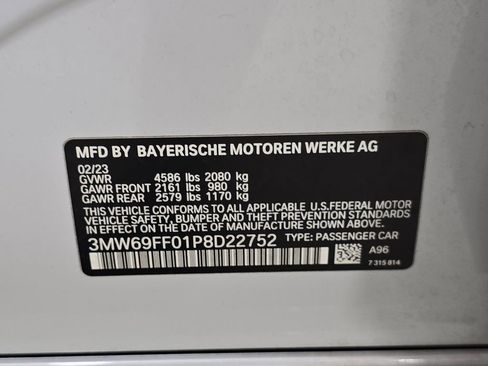 MFD BY BAYERISCHE MOTOREN WERKE AG
02/23
GVWR 4586 lbs 2080 kg
GAWR FRONT 2161 lbs 980 kg
GAWR REAR 2579 lbs 1170 kg
THIS VEHICLE CONFORMS TO ALL APPLICABLE U.S.FEDERAL MOTOR
VEHICLE SAFETY, BUMPER AND THEFT PREVENTION STANDARDS
IN EFFECT ON THE DATE OF MANUFACTURE SHOWN ABOVE.
3MW69FF01P8D22752 TYPE: PASSENGER CAR
A96
7 315 814